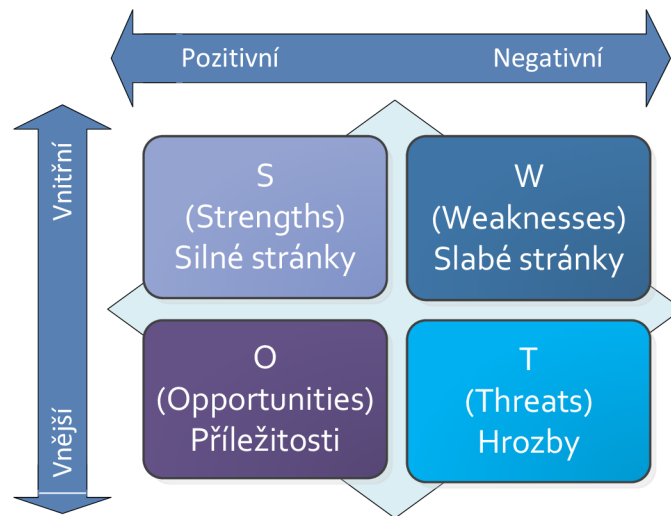 Pozitivní
Negativní
Vnitřní
Vnější
S
(Strengths)
Silné stránky
W
(Weaknesses)
Slabé stránky
O
(Opportunities)
Příležitosti
T
(Threats)
Hrozby